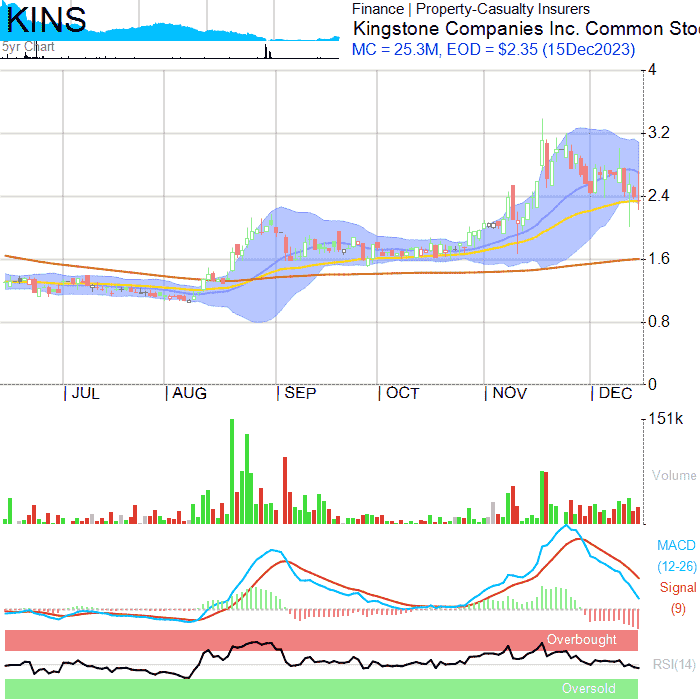 KINS
5yr Chart
Finance | Property-Casualty Insurers
Kingstone Companies Inc. Common Sto
MC = 25.3M, EOD = $2.35 (15Dec2023)
4
3.2
2.4
1.6
0.8
0
JUL AUG SEP OCT NOV DEC
151k
Volume
MACD
(12-26)
Signal
(9)
Overbought
RSI(14)
Oversold